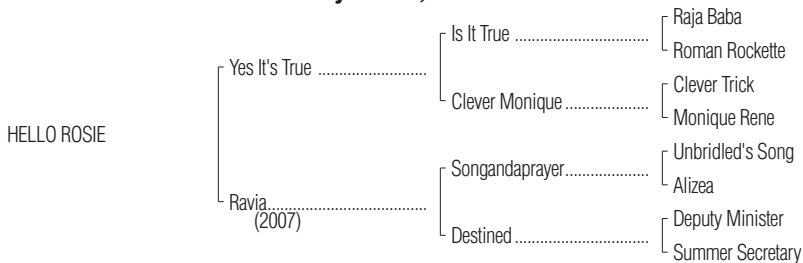 Raja Baba
Is It True ................................
Roman Rockette
Yes It's True ..........................
Clever Trick
Clever Monique ....................
Monique Rene
HELLO ROSIE
Unbridled's Song
Songandaprayer....................
Alizea
Ravia......................................
(2007)
Deputy Minister
Destined ................................
Summer Secretary